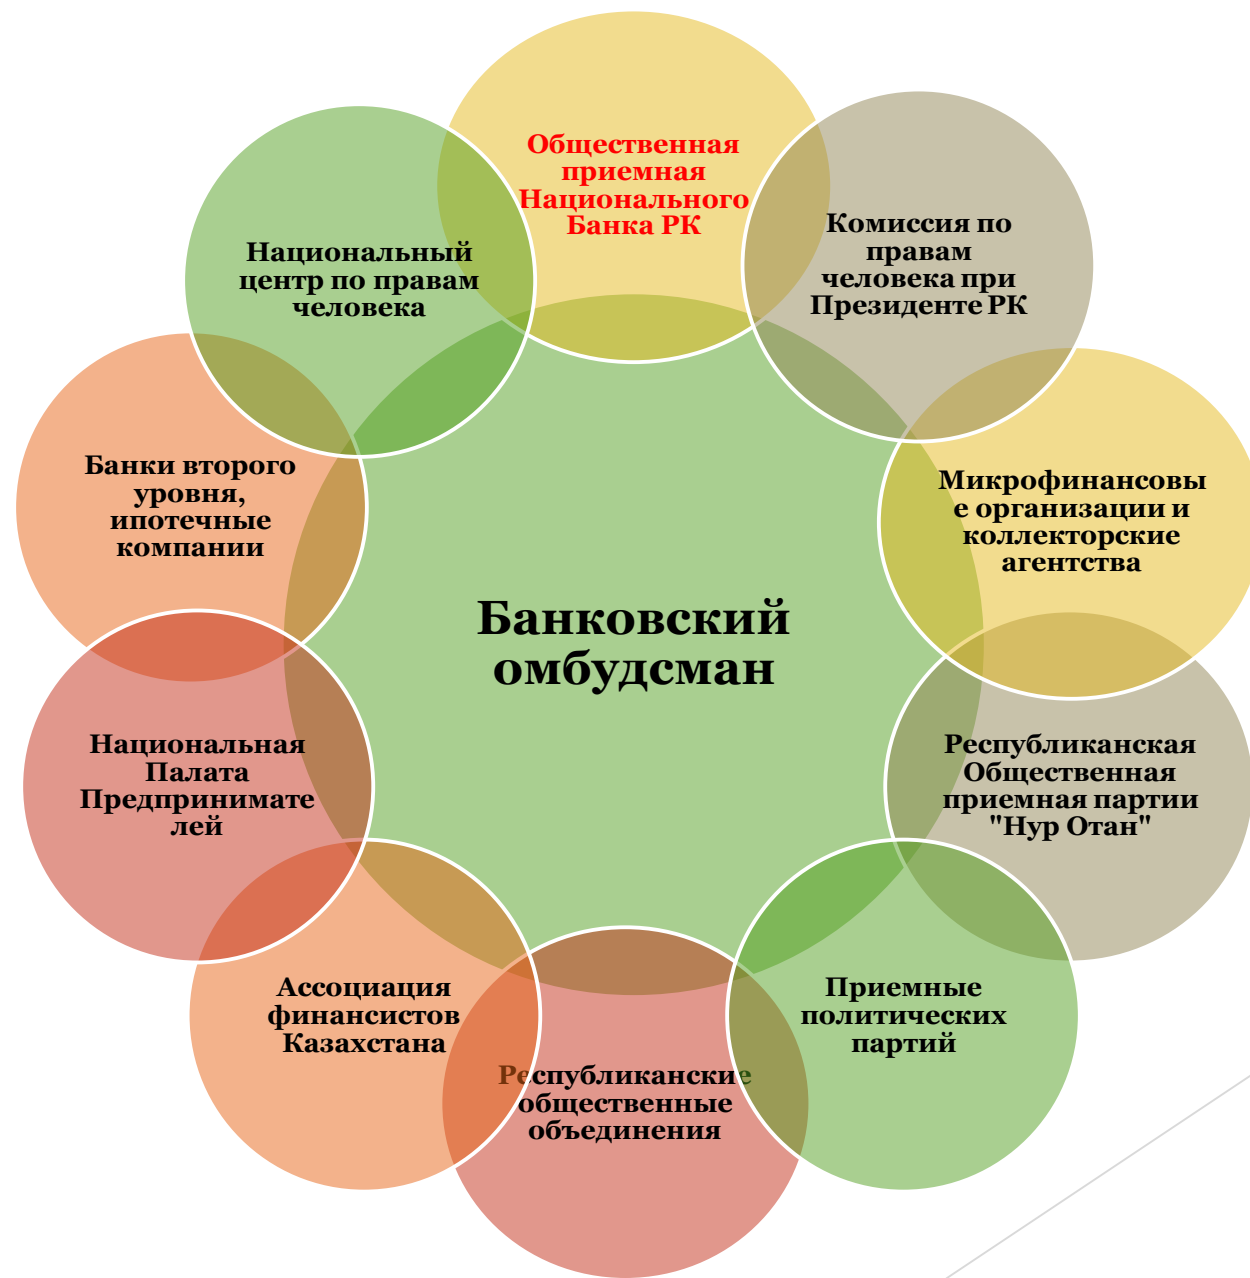 Общественная
приемная
Национального
Банка РК
Комиссия по
правам
человека при
Президенте РК
Национальный
центр по правам
человека
Банки второго
уровня,
ипотечные
компании
Микрофинансовы
е организации и
коллекторские
агентства
Банковский
омбудсман
Национальная
Палата
Предпринимате
лей
Республиканская
Общественная
приемная партии
"Нур Отан"
Ассоциация
финансистов
Казахстана
Приемные
политических
партий
Республиканские
общественные
объединения